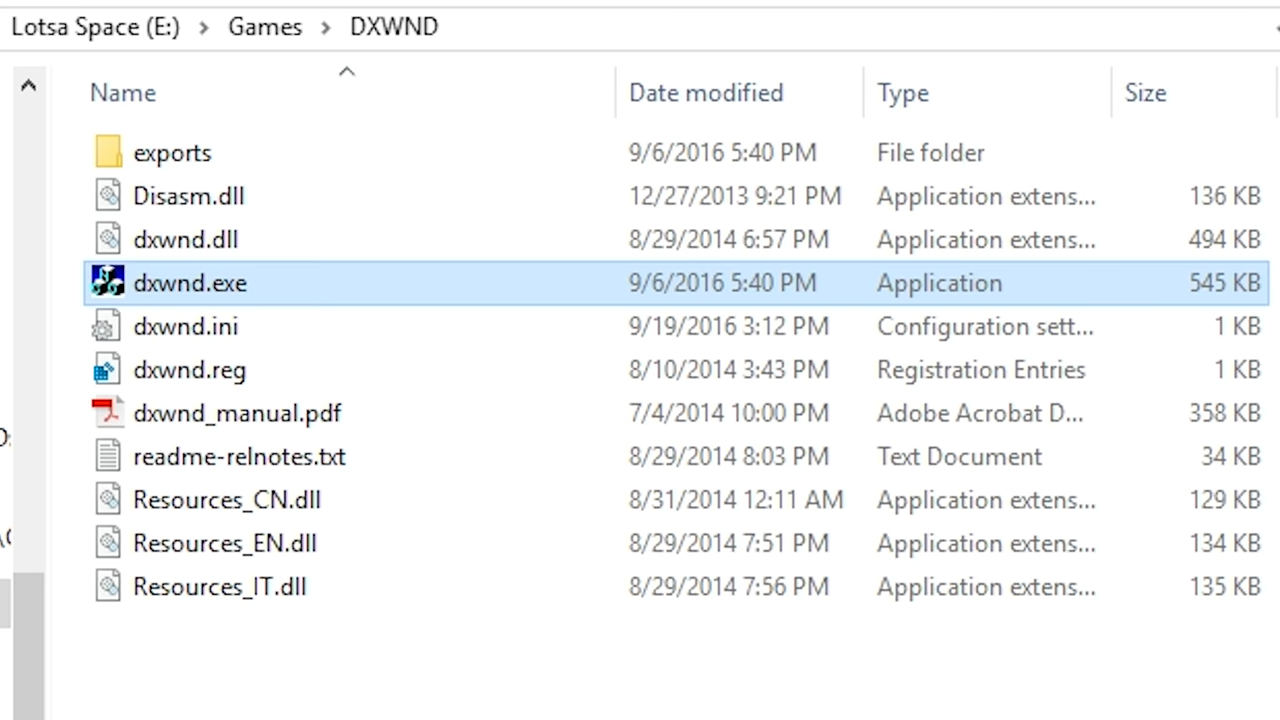 Lotsa Space (E:) > Games > DXWND
Name Date modified Type Size
exports 9/6/2016 5:40 PM File folder
Disasm.dll 12/27/2013 9:21 PM Application extens... 136 KB
dxwnd.dll 8/29/2014 6:57 PM Application extens... 494 KB
dxwnd.exe 9/6/2016 5:40 PM Application 545 KB
dxwnd.ini 9/19/2016 3:12 PM Configuration sett... 1 KB
dxwnd.reg 8/10/2014 3:43 PM Registration Entries 1 KB
dxwnd_manual.pdf 7/4/2014 10:00 PM Adobe Acrobat D... 358 KB
readme-relnotes.txt 8/29/2014 8:03 PM Text Document 34 KB
Resources_CN.dll 8/31/2014 12:11 AM Application extens... 129 KB
Resources_EN.dll 8/29/2014 7:51 PM Application extens... 134 KB
Resources_IT.dll 8/29/2014 7:56 PM Application extens... 135 KB